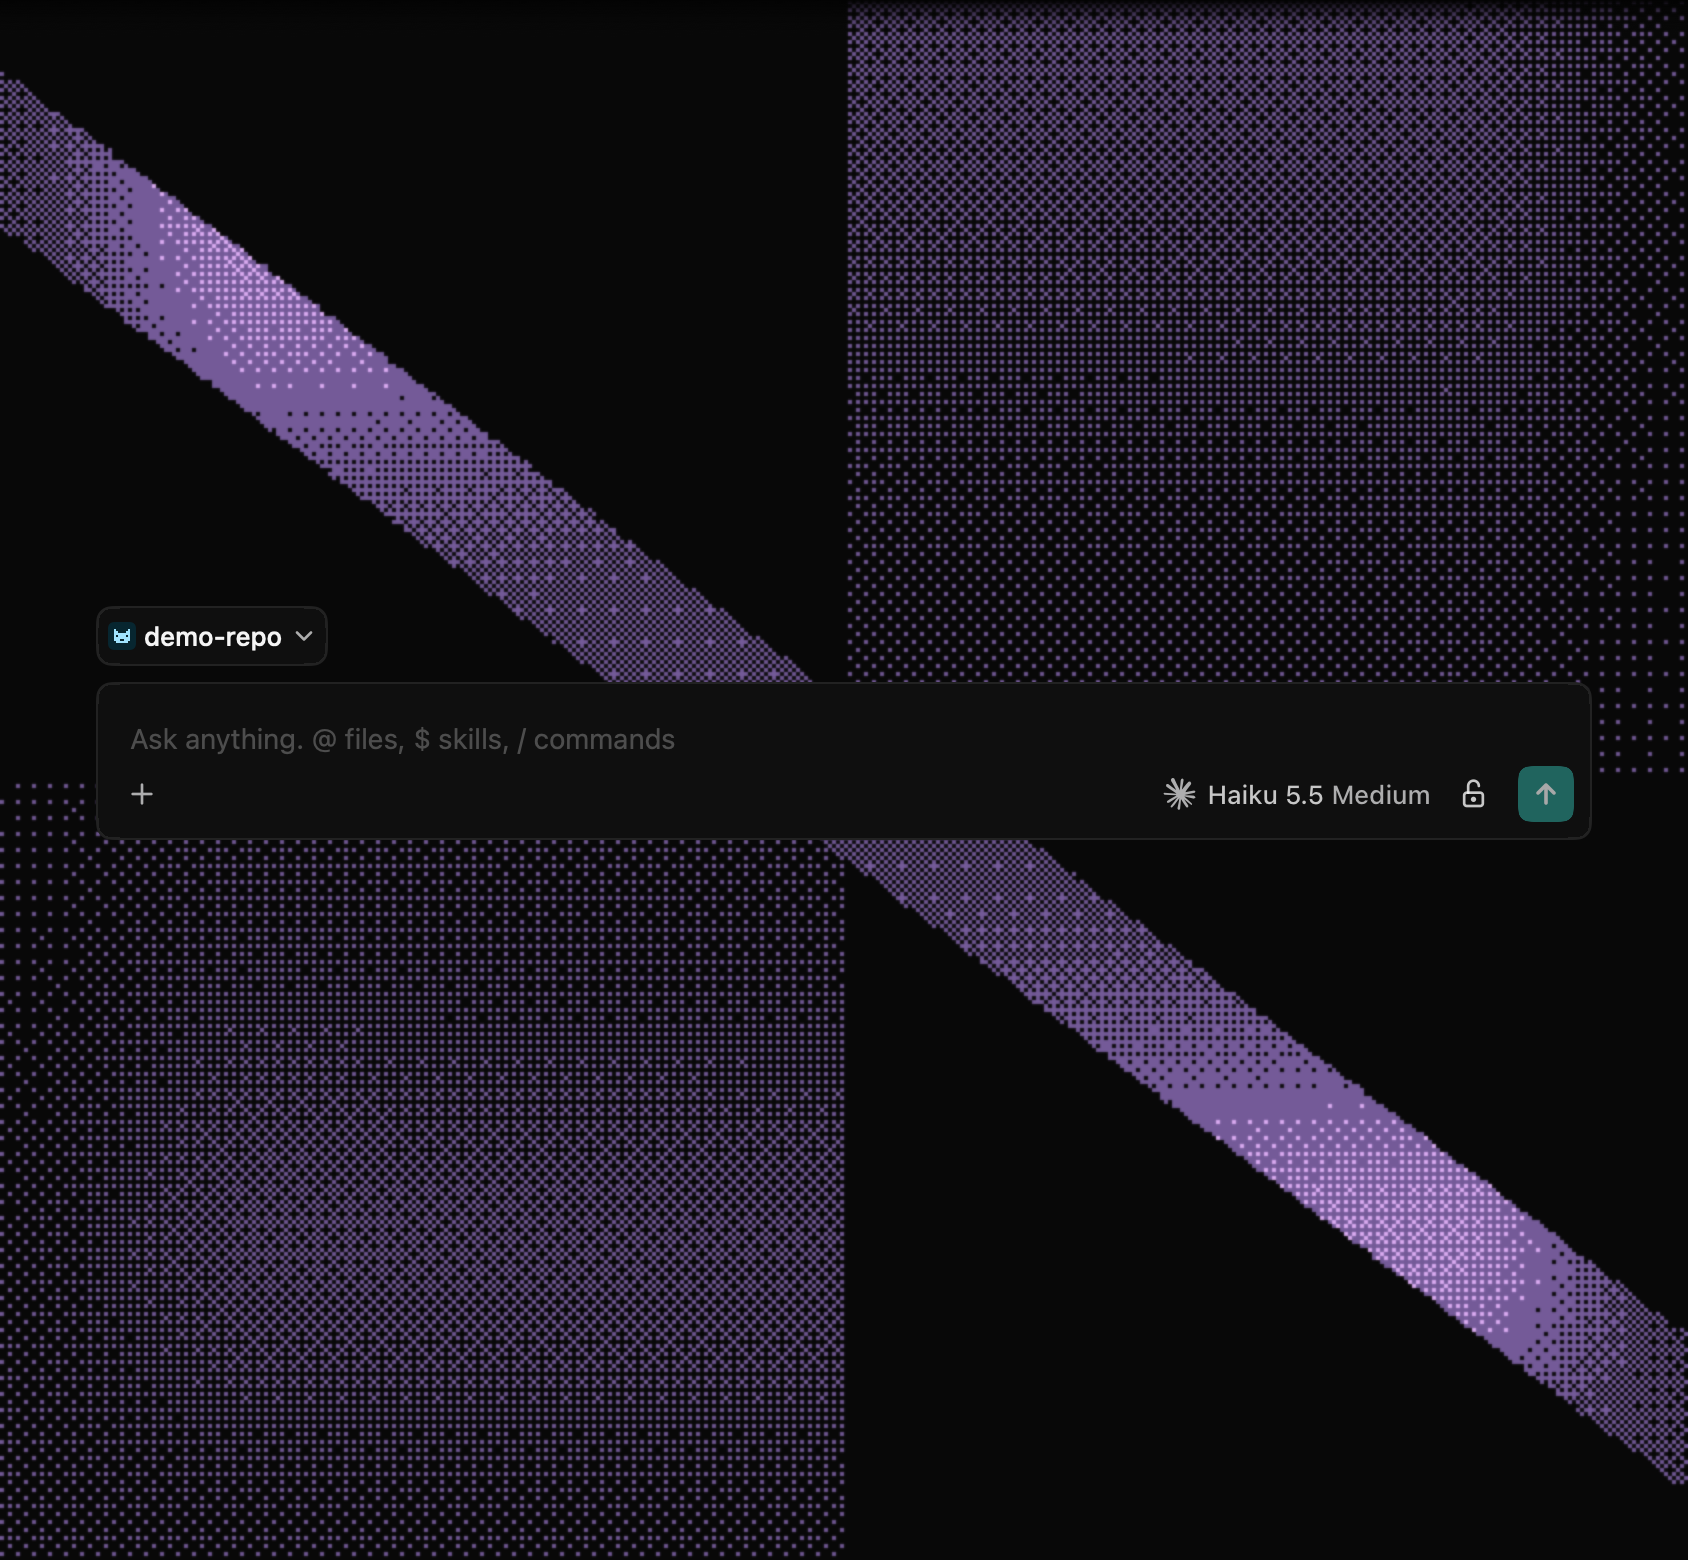 demo-repo
Ask anything. @ files, $ skills, / commands
Haiku 5.5 Medium